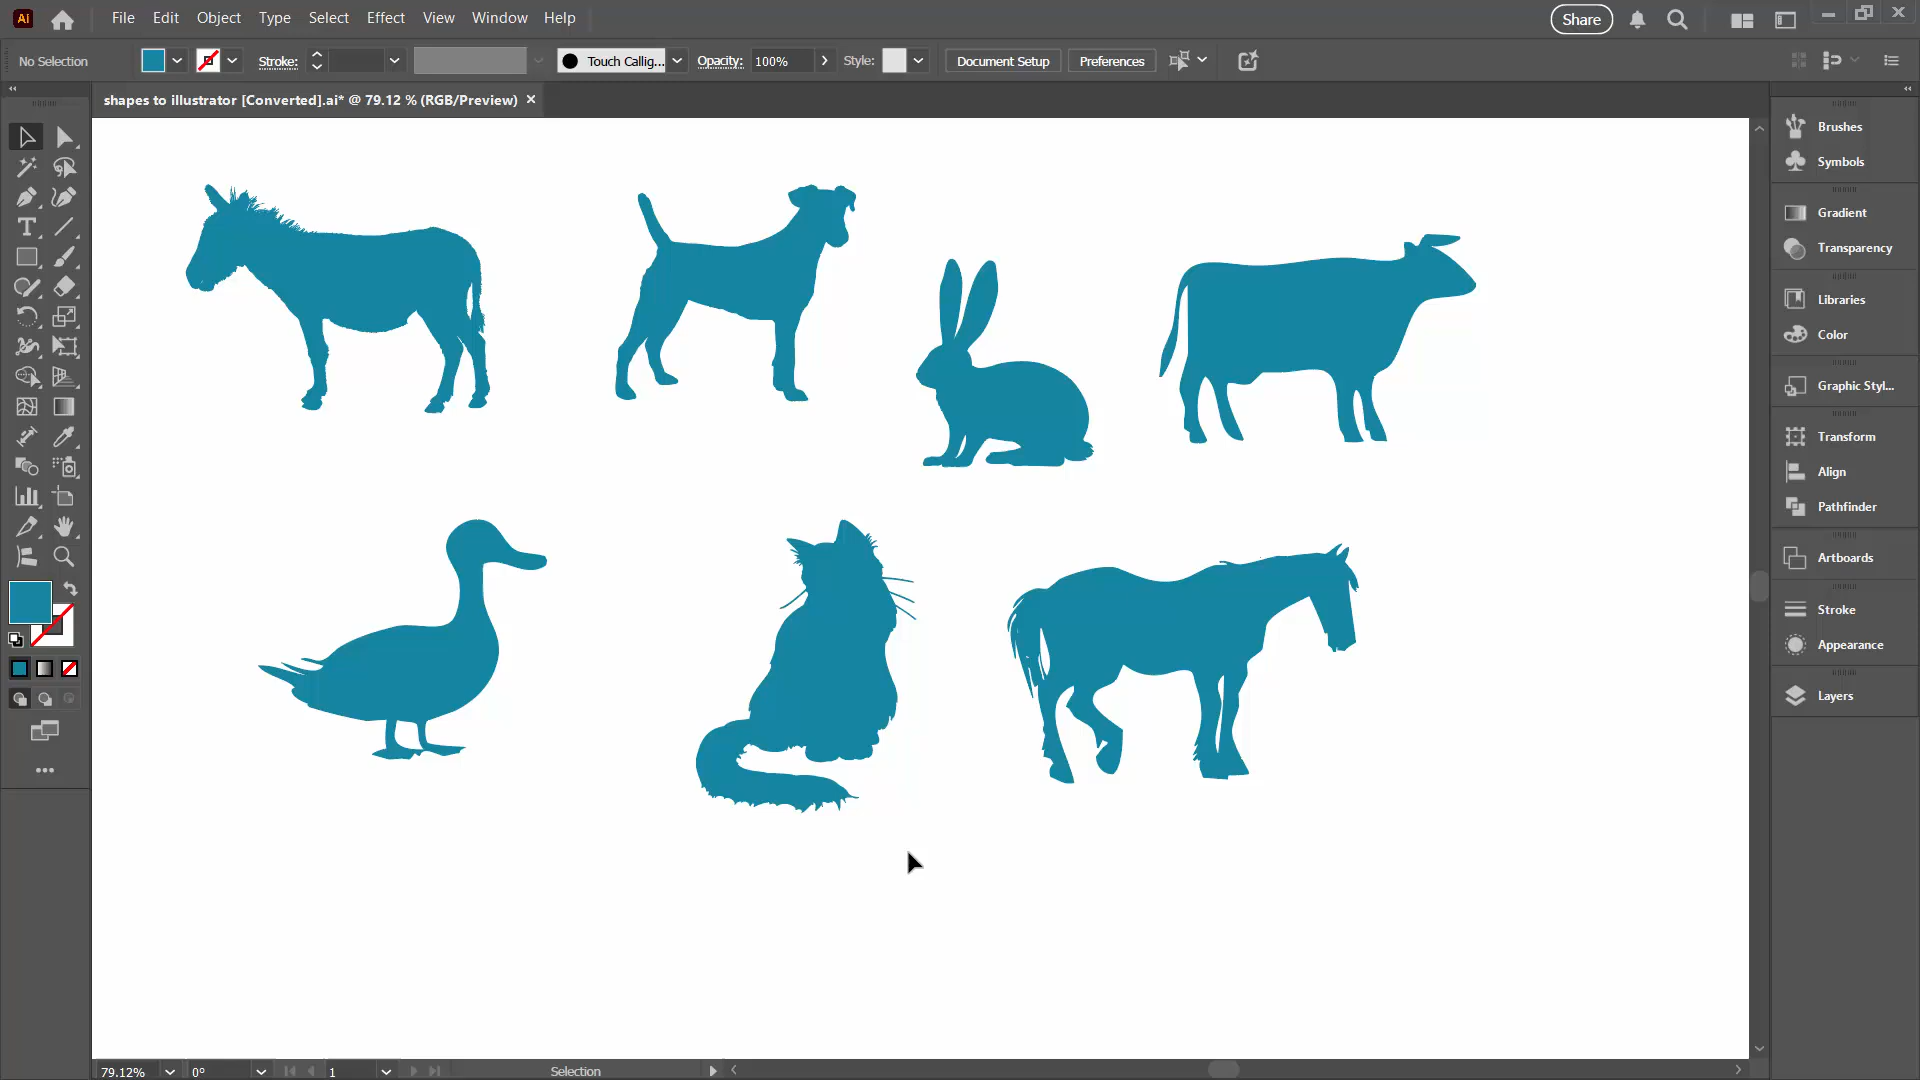 Ai File Edit Object Type Select Effect View Window Help Share
No Selection Stroke: Touch Callig... Opacity: 100% Style: Document Setup Preferences
shapes to illustrator [Converted].ai* @ 79.12 % (RGB/Preview) ×
Brushes
Symbols
Gradient
Transparency
Libraries
Color
Graphic Styl...
Transform
Align
Pathfinder
Artboards
Stroke
Appearance
Layers
79.12% 0° 1 Selection